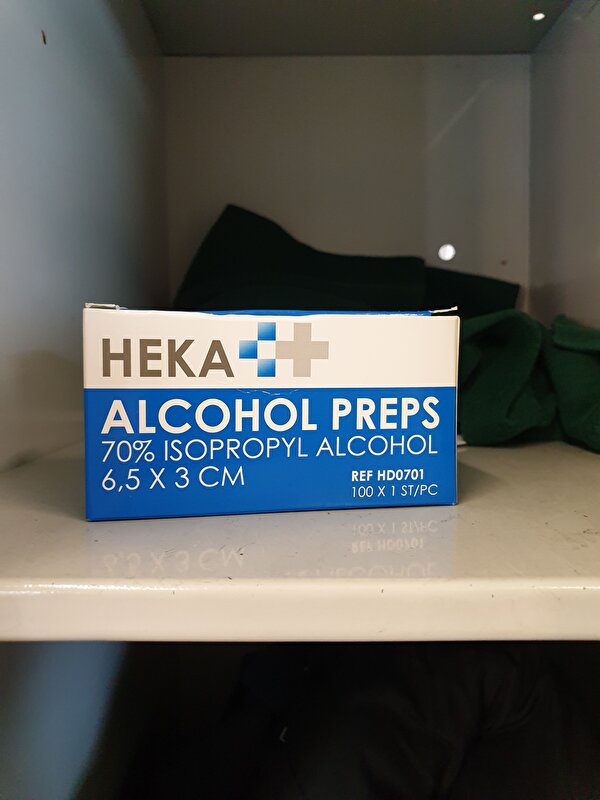 HEKA
ALCOHOL PREPS
70% ISOPROPYL ALCOHOL
6,5 X 3 CM
REF HD0701
100 X 1 ST/PC